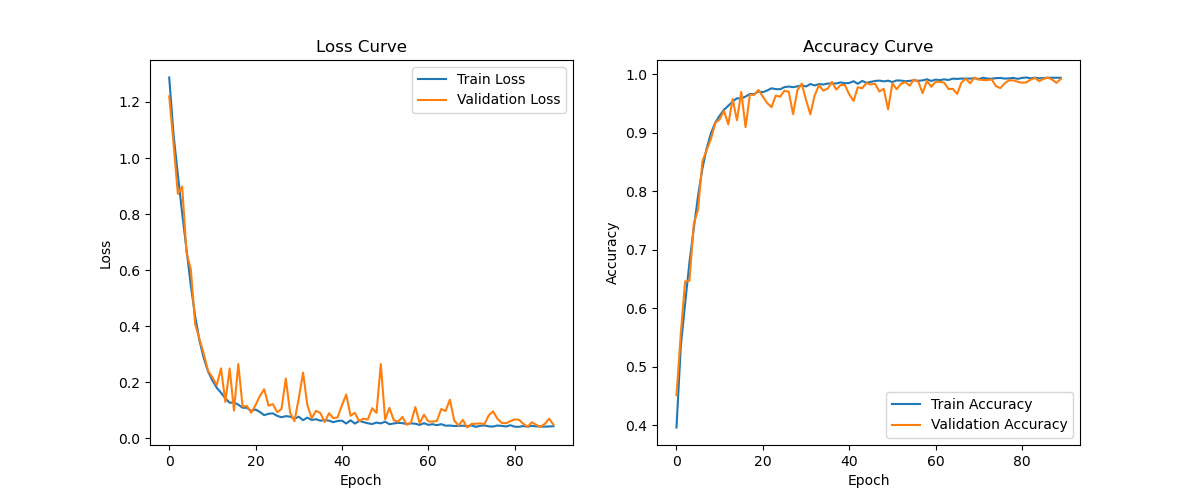 Loss Curve
Train Loss
Validation Loss
1.2
1.0
0.8
0.6
0.4
0.2
0.0
Loss
0
20
40
60
80
Epoch
Accuracy Curve
1.0
0.9
0.8
0.7
0.6
0.5
0.4
Accuracy
Train Accuracy
Validation Accuracy
0
20
40
60
80
Epoch